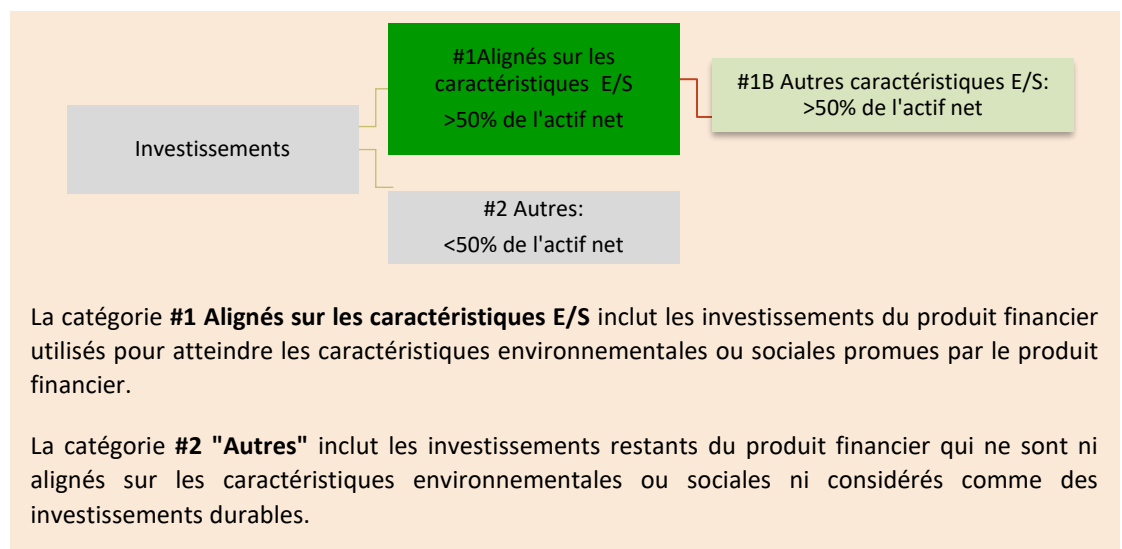 #1Alignés sur les
caractéristiques E/S
>50% de l'actif net
#1B Autres caractéristiques E/S:
>50% de l'actif net
Investissements
#2 Autres:
<50% de l'actif net
La catégorie #1 Alignés sur les caractéristiques E/S inclut les investissements du produit financier
utilisés pour atteindre les caractéristiques environnementales ou sociales promues par le produit
financier.
La catégorie #2 "Autres" inclut les investissements restants du produit financier qui ne sont ni
alignés sur les caractéristiques environnementales ou sociales ni considérés comme des
investissements durables.